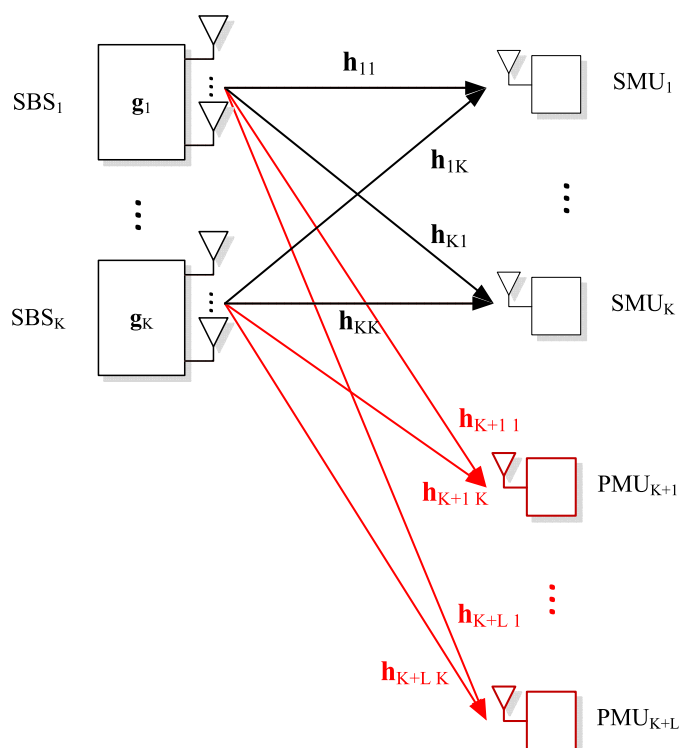 h₁₁
SBS₁ g₁ SMU₁
h₁K
hK1
SBSK gK SMUK
hKK
hK+1 1
hK+1 K PMUK+1
hK+L 1
hK+L K
PMUK+L